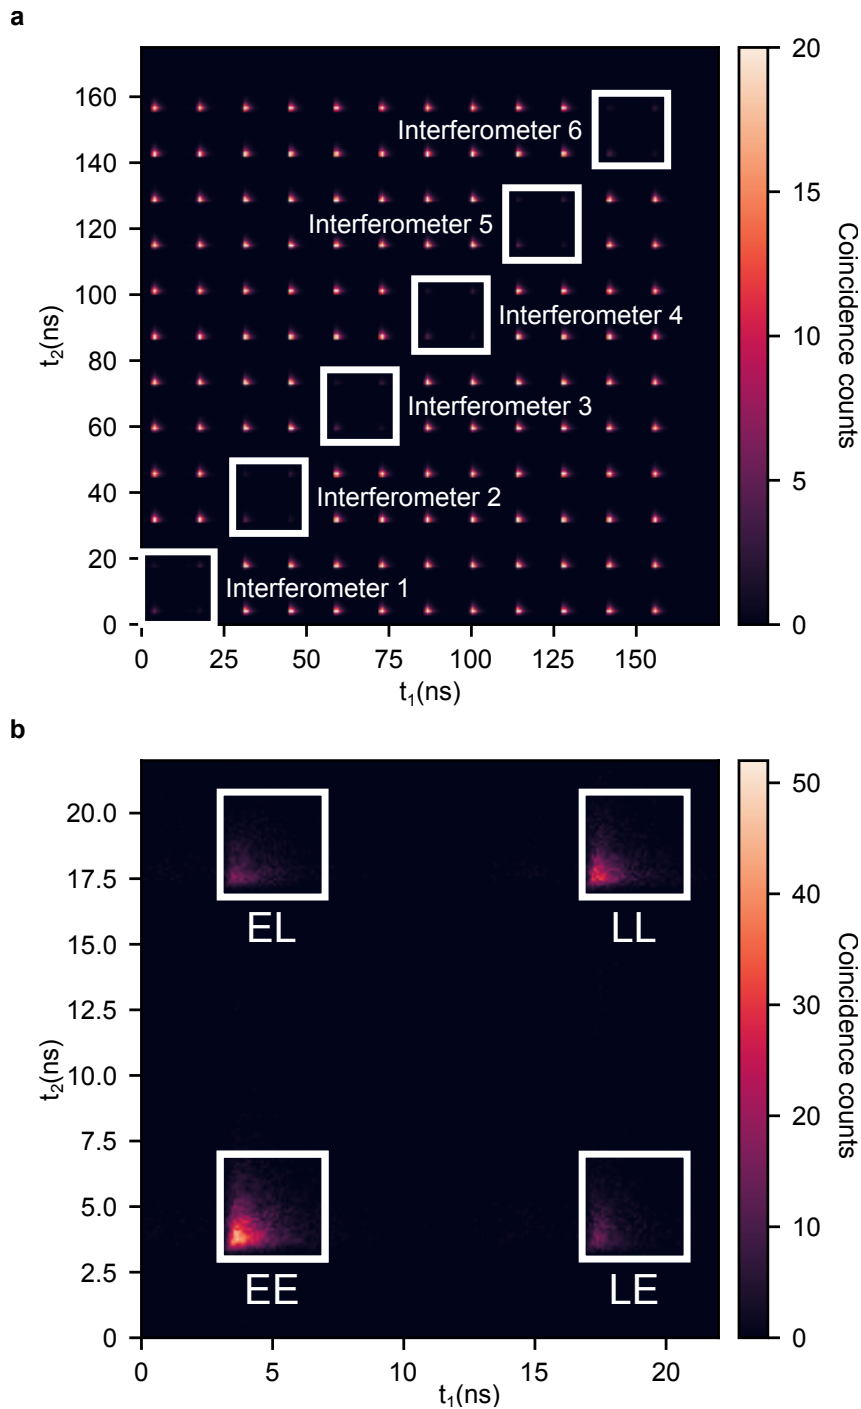 a
160
140
120
100
80
60
40
20
0
t₂(ns)
Interferometer 6
Interferometer 5
Interferometer 4
Interferometer 3
Interferometer 2
Interferometer 1
0 25 50 75 100 125 150
t₁(ns)
20
15
10
5
0
Coincidence counts
b
20.0
17.5
15.0
12.5
10.0
7.5
5.0
2.5
0
t₂(ns)
EL LL
EE LE
0 5 10 15 20
t₁(ns)
50
40
30
20
10
0
Coincidence counts